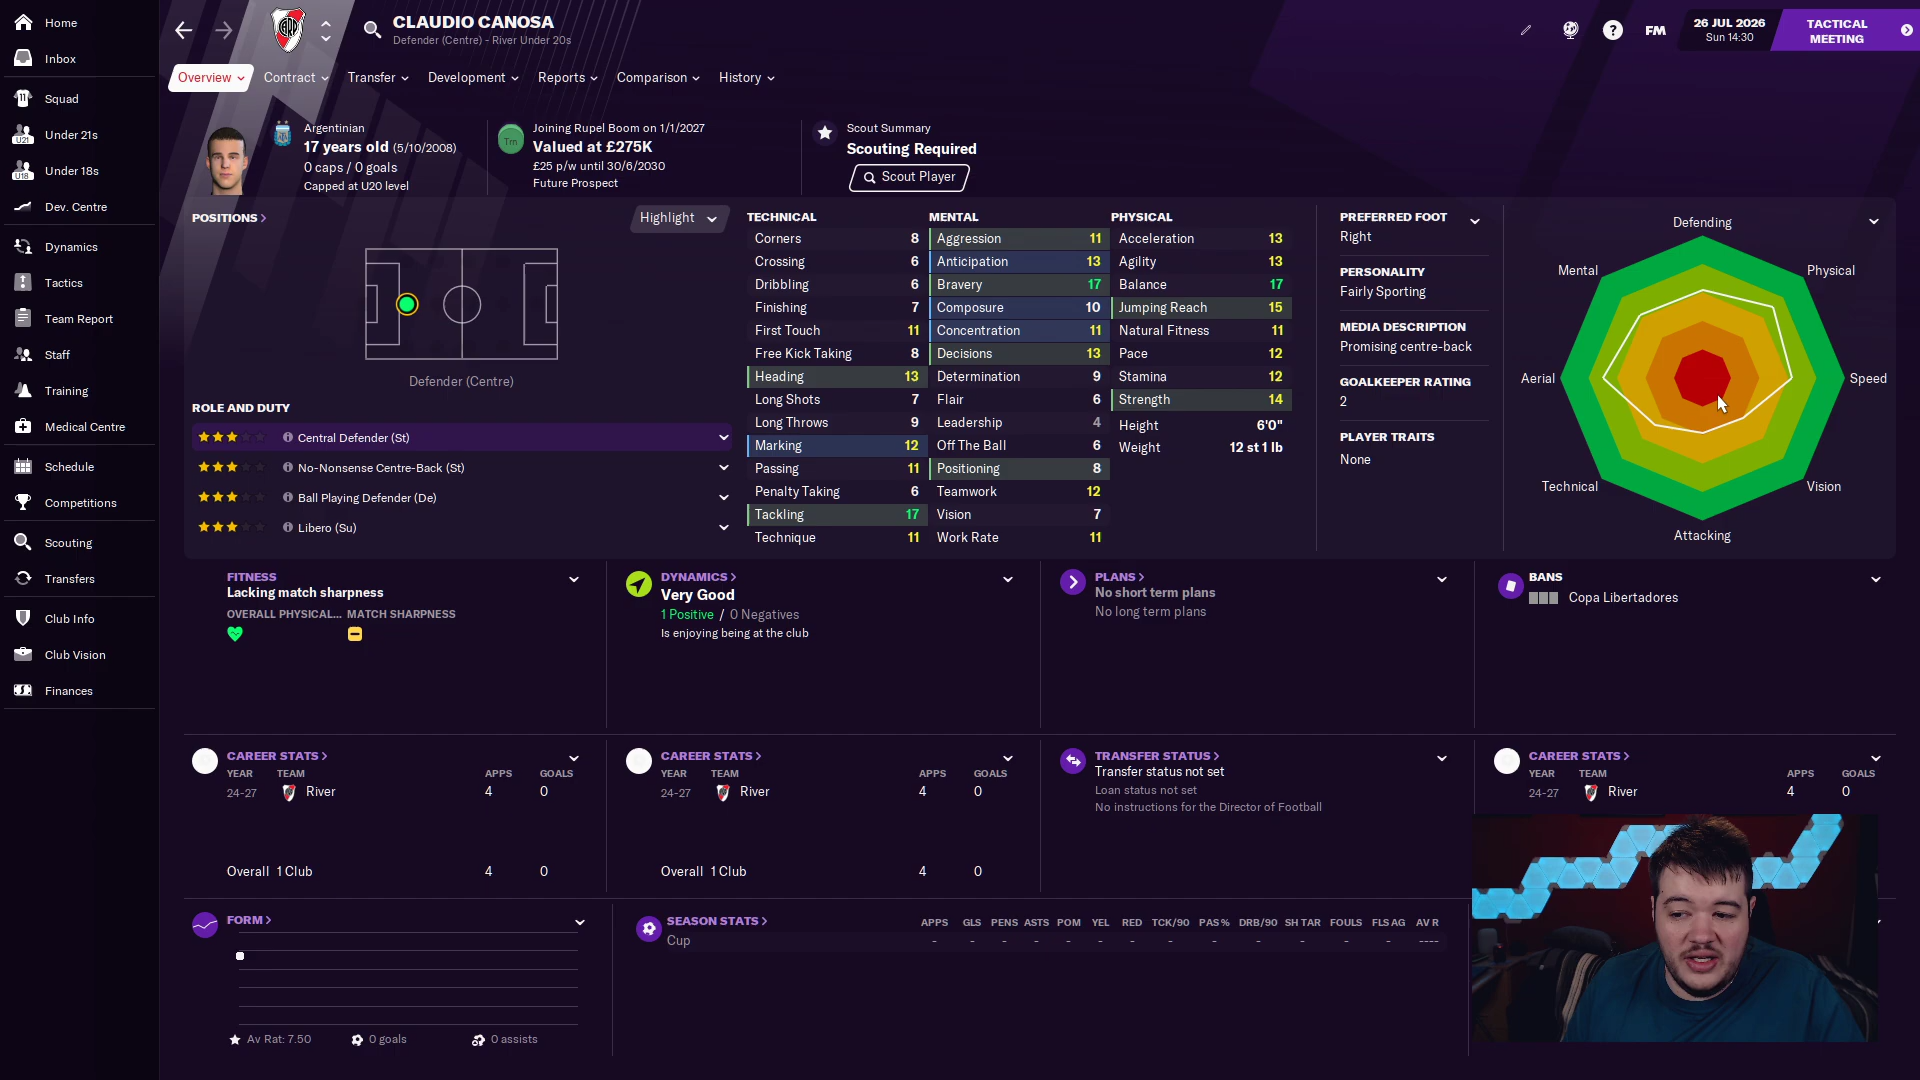 Home
Inbox
Squad
Under 21s
Under 18s
Dev. Centre
Dynamics
Tactics
Team Report
Staff
Training
Medical Centre
Schedule
Competitions
Scouting
Transfers
Club Info
Club Vision
Finances
CLAUDIO CANOSA
Defender (Centre) - River Under 20s
FM
26 JUL 2026
Sun 14:30
TACTICAL MEETING
Overview
Contract
Transfer
Development
Reports
Comparison
History
Argentinian
17 years old (5/10/2008)
0 caps / 0 goals
Capped at U20 level
Trn
Joining Rupel Boom on 1/1/2027
Valued at £275K
£25 p/w until 30/6/2030
Future Prospect
Scout Summary
Scouting Required
Scout Player
POSITIONS
Highlight
Defender (Centre)
ROLE AND DUTY
Central Defender (St)
No-Nonsense Centre-Back (St)
Ball Playing Defender (De)
Libero (Su)
TECHNICAL
Corners 8
Crossing 6
Dribbling 6
Finishing 7
First Touch 11
Free Kick Taking 8
Heading 13
Long Shots 7
Long Throws 9
Marking 12
Passing 11
Penalty Taking 6
Tackling 17
Technique 11
MENTAL
Aggression 11
Anticipation 13
Bravery 17
Composure 10
Concentration 11
Decisions 13
Determination 9
Flair 6
Leadership 4
Off The Ball 6
Positioning 8
Teamwork 12
Vision 7
Work Rate 11
PHYSICAL
Acceleration 13
Agility 13
Balance 17
Jumping Reach 15
Natural Fitness 11
Pace 12
Stamina 12
Strength 14
Height 6'0"
Weight 12 st 1 lb
PREFERRED FOOT
Right
PERSONALITY
Fairly Sporting
MEDIA DESCRIPTION
Promising centre-back
GOALKEEPER RATING
2
PLAYER TRAITS
None
Defending
Mental
Physical
Aerial
Speed
Technical
Vision
Attacking
FITNESS
Lacking match sharpness
OVERALL PHYSICAL... MATCH SHARPNESS
DYNAMICS
Very Good
1 Positive / 0 Negatives
Is enjoying being at the club
PLANS
No short term plans
No long term plans
BANS
Copa Libertadores
CAREER STATS
YEAR TEAM APPS GOALS
24-27 River 4 0
Overall 1 Club 4 0
CAREER STATS
YEAR TEAM APPS GOALS
24-27 River 4 0
Overall 1 Club 4 0
TRANSFER STATUS
Transfer status not set
Loan status not set
No instructions for the Director of Football
CAREER STATS
YEAR TEAM APPS GOALS
24-27 River 4 0
FORM
Av Rat: 7.50 0 goals 0 assists
SEASON STATS
APPS GLS PENS ASTS POM YEL RED TCK/90 PAS% DRB/90 SH TAR FOULS FLS AG AV R
Cup - - - - - - - - - - - - - ----